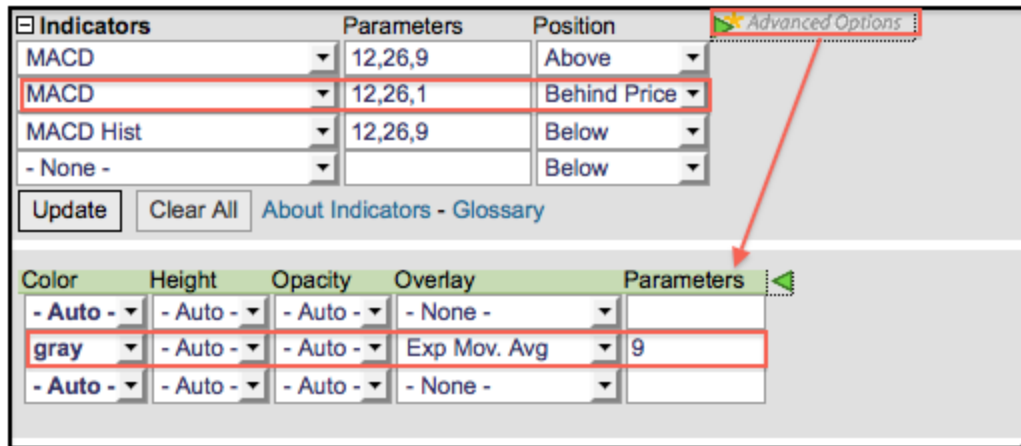 Indicators Parameters Position Advanced Options
MACD 12,26,9 Above
MACD 12,26,1 Behind Price
MACD Hist 12,26,9 Below
- None - Below
Update Clear All About Indicators - Glossary
Color Height Opacity Overlay Parameters
- Auto - - Auto - - Auto - - None -
gray - Auto - - Auto - Exp Mov. Avg 9
- Auto - - Auto - - Auto - - None -